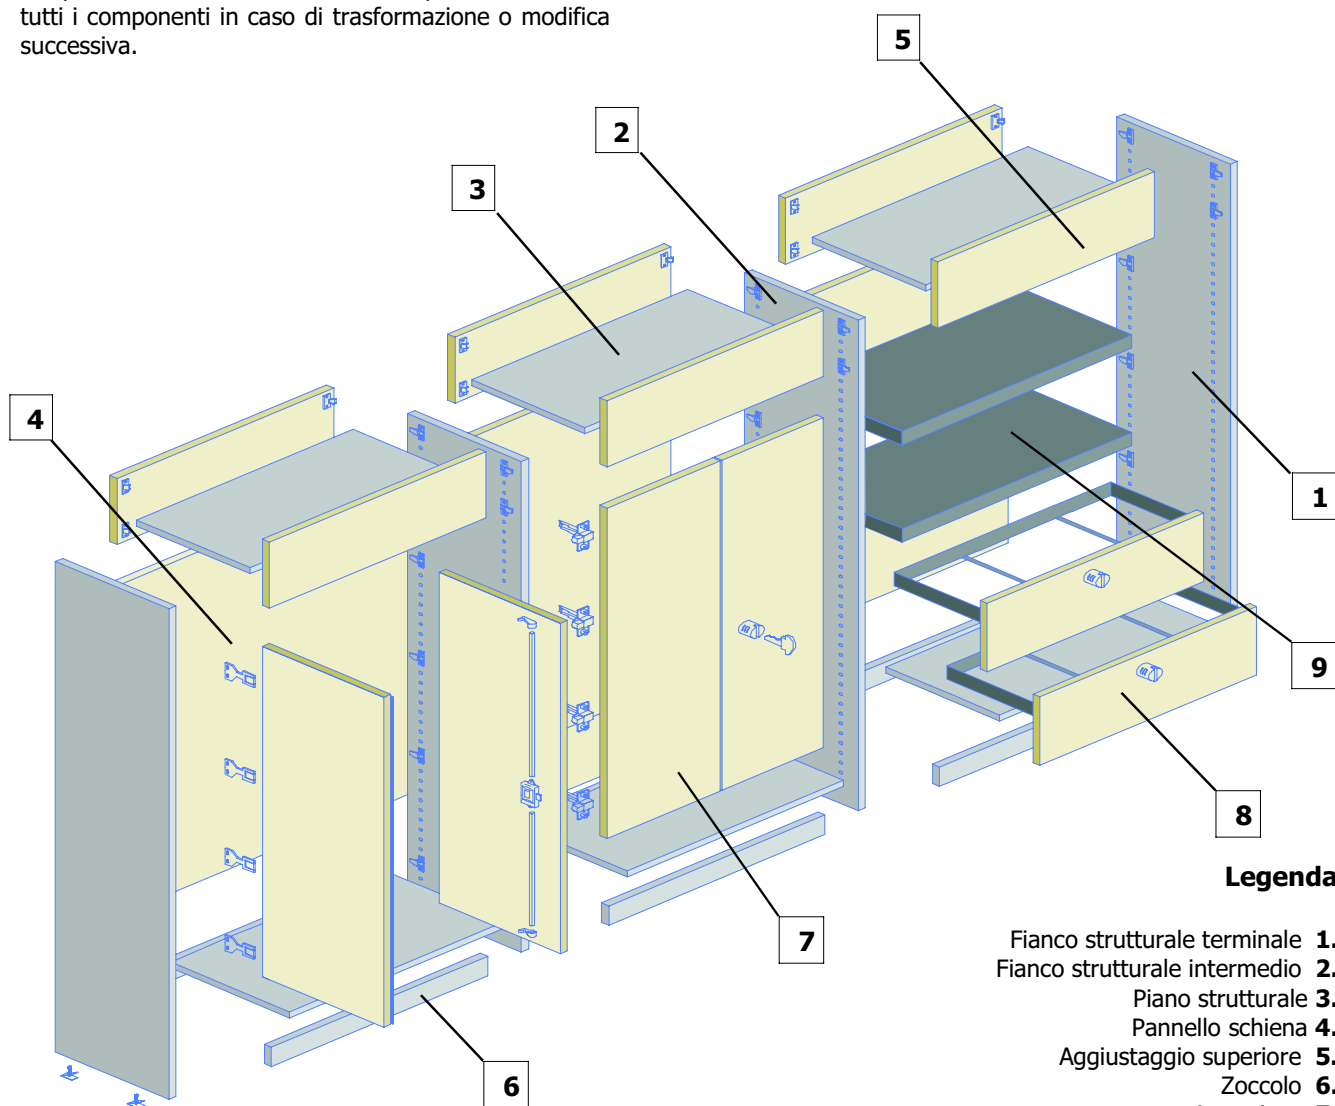 tutti i componenti in caso di trasformazione o modifica
successiva.
5
2
3
4
1
9
8
7
6
Legenda
Fianco strutturale terminale 1.
Fianco strutturale intermedio 2.
Piano strutturale 3.
Pannello schiena 4.
Aggiustaggio superiore 5.
Zoccolo 6.